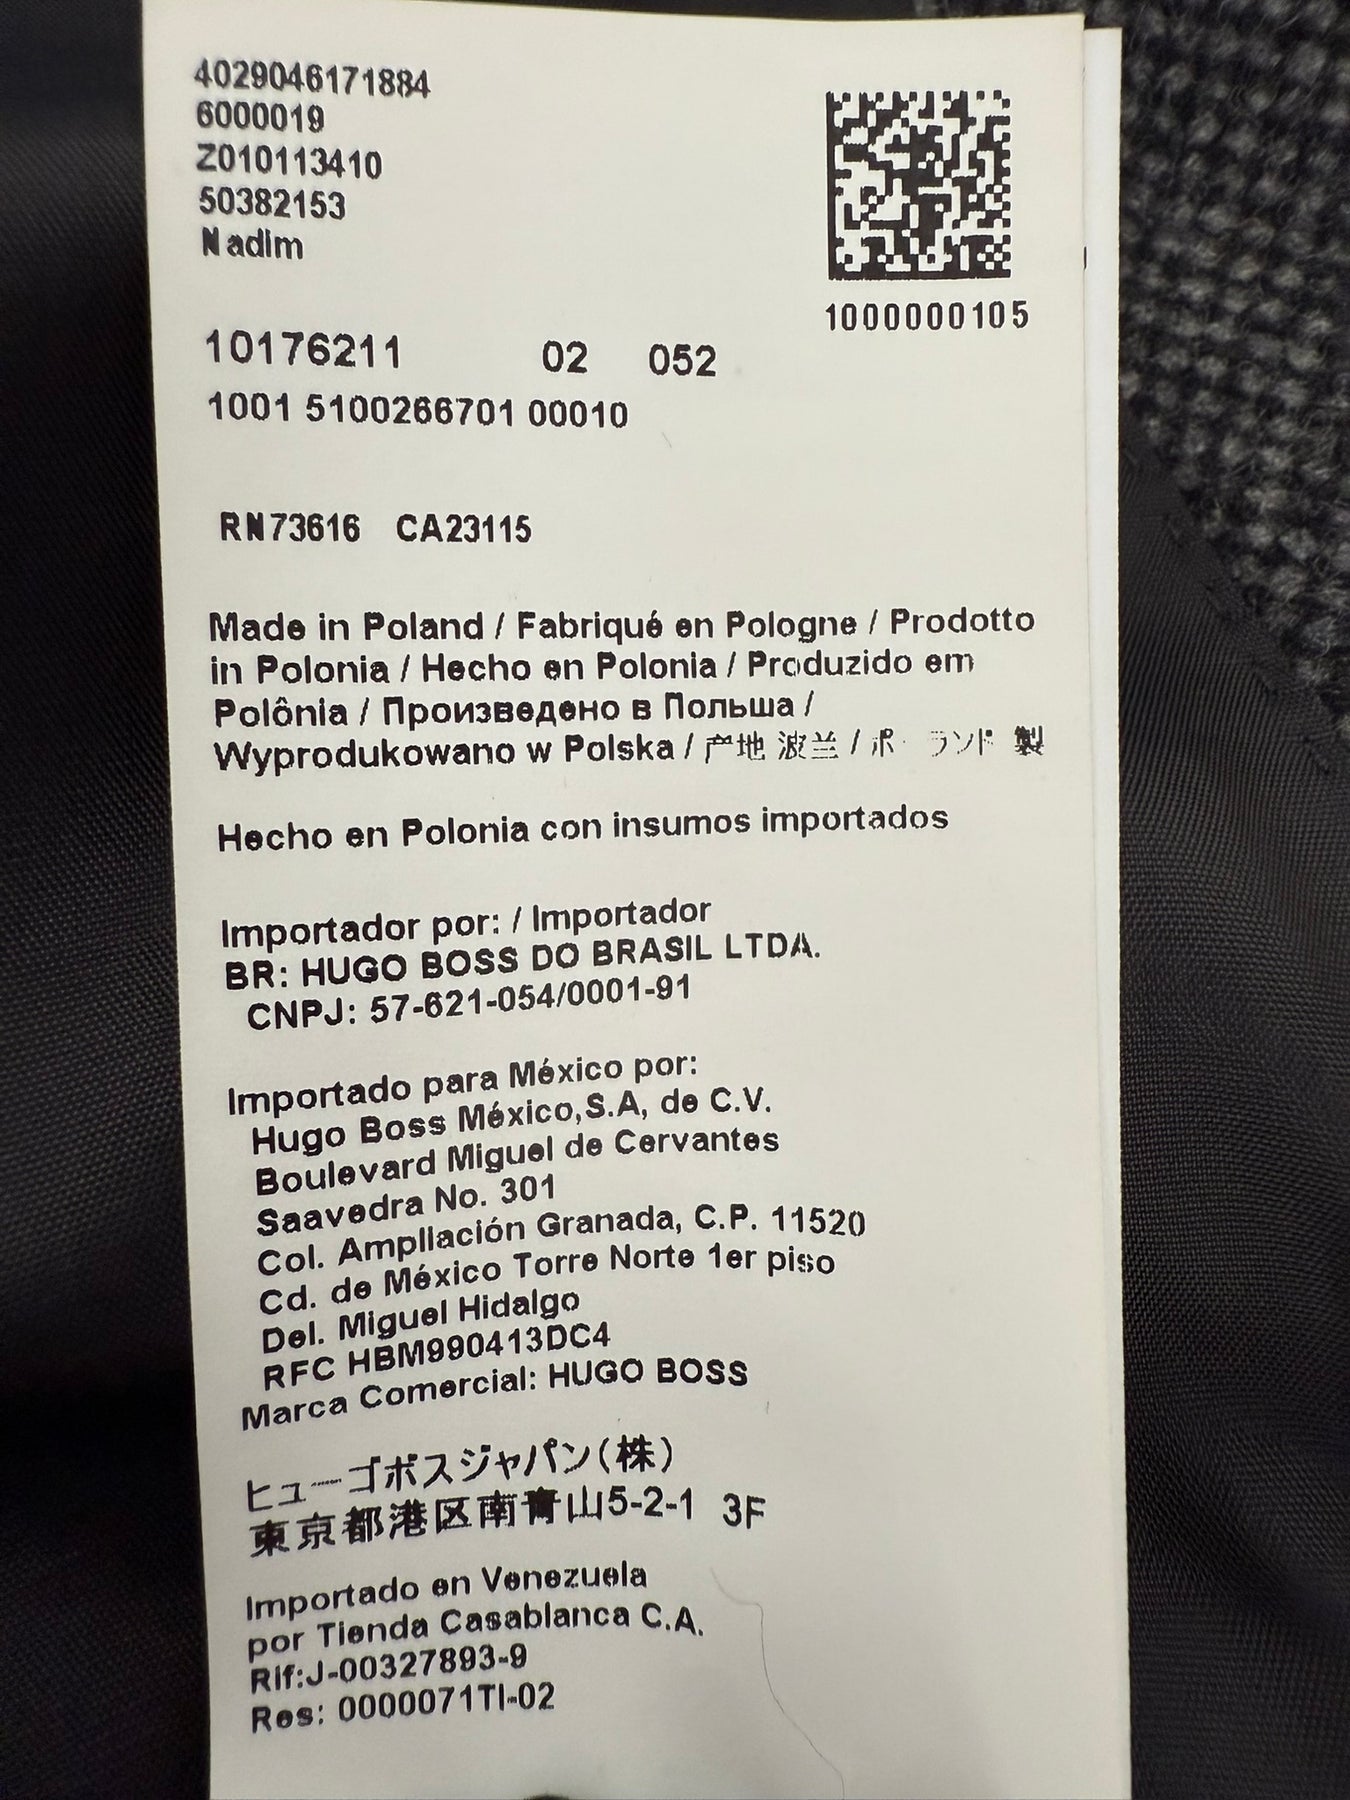 4029046171884
6000019
Z010113410
50382153
Nadim
1000000105
10176211 02 052
1001 5100266701 00010
RN73616 CA23115
Made in Poland / Fabriqué en Pologne / Prodotto
in Polonia / Hecho en Polonia / Produzido em
Polônia / Произведено в Польша /
Wyprodukowano w Polska / 产地 波兰 / ポーランド 製
Hecho en Polonia con insumos importados
Importador por: / Importador
BR: HUGO BOSS DO BRASIL LTDA.
CNPJ: 57-621-054/0001-91
Importado para México por:
Hugo Boss México,S.A, de C.V.
Boulevard Miguel de Cervantes
Saavedra No. 301
Col. Ampliación Granada, C.P. 11520
Cd. de México Torre Norte 1er piso
Del. Miguel Hidalgo
RFC HBM990413DC4
Marca Comercial: HUGO BOSS
ヒューゴボスジャパン(株)
東京都港区南青山5-2-1 3F
Importado en Venezuela
por Tienda Casablanca C.A.
Rif:J-00327893-9
Res: 0000071TI-02